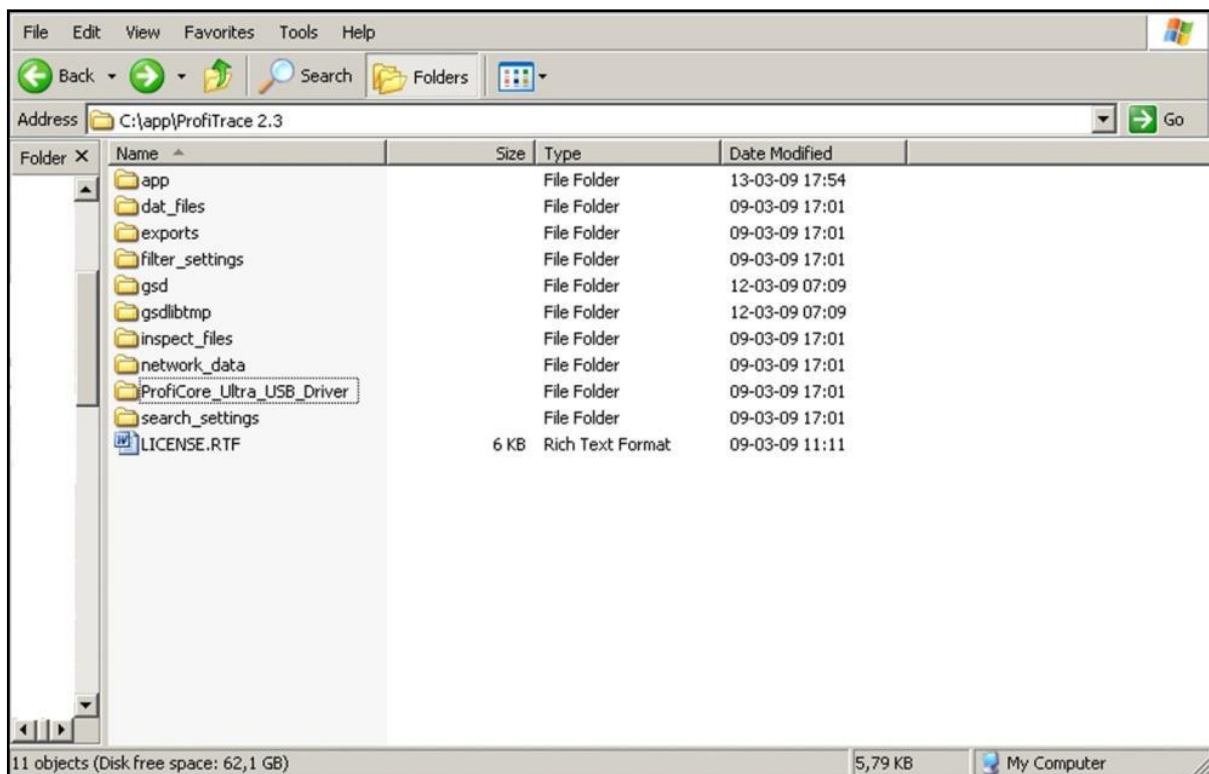 File Edit View Favorites Tools Help
Back Search Folders
Address C:\app\ProfiTrace 2.3 Go
Folder X Name Size Type Date Modified
app File Folder 13-03-09 17:54
dat_files File Folder 09-03-09 17:01
exports File Folder 09-03-09 17:01
filter_settings File Folder 09-03-09 17:01
gsd File Folder 12-03-09 07:09
gsdlibtmp File Folder 12-03-09 07:09
inspect_files File Folder 09-03-09 17:01
network_data File Folder 09-03-09 17:01
ProfiCore_Ultra_USB_Driver File Folder 09-03-09 17:01
search_settings File Folder 09-03-09 17:01
LICENSE.RTF 6 KB Rich Text Format 09-03-09 11:11
11 objects (Disk free space: 62,1 GB) 5,79 KB My Computer